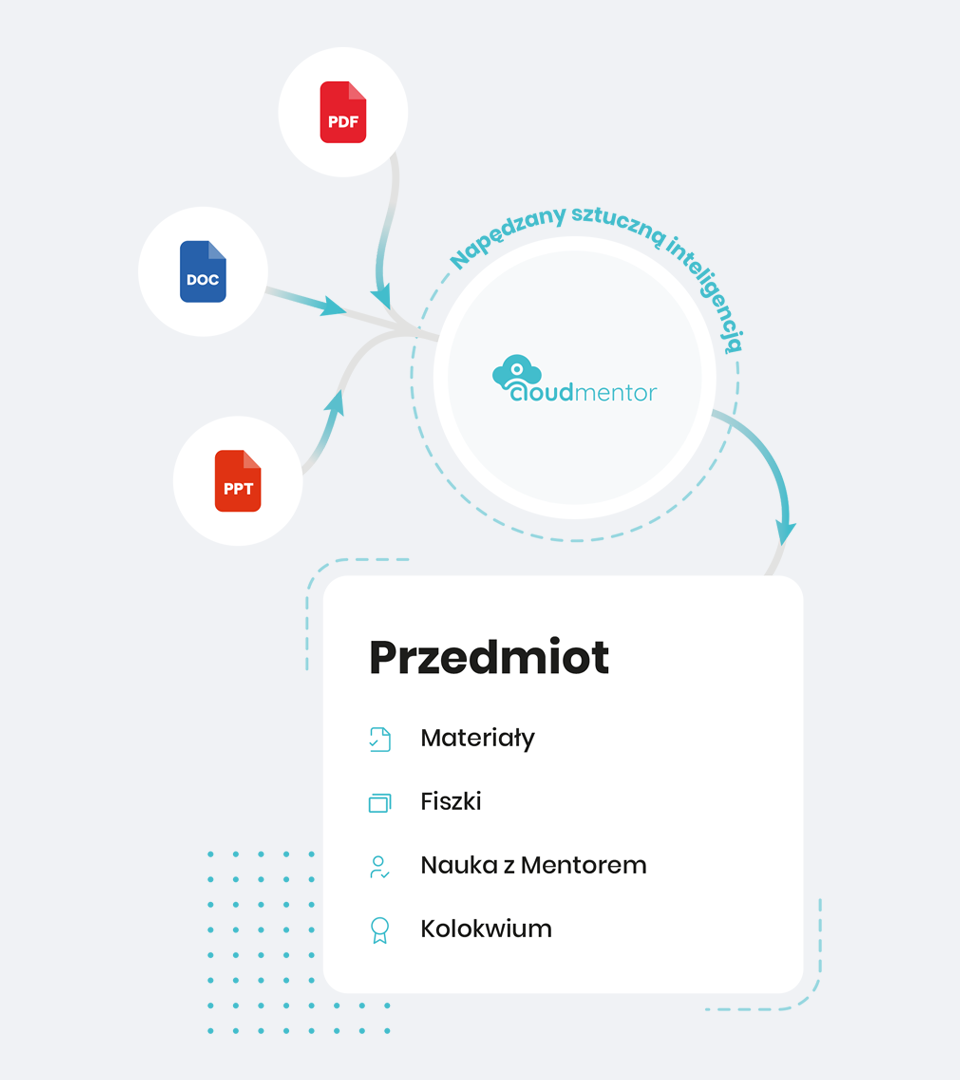 PDF
DOC
PPT
Napędzany sztuczną inteligencją
cloudmentor
Przedmiot
Materiały
Fiszki
Nauka z Mentorem
Kolokwium